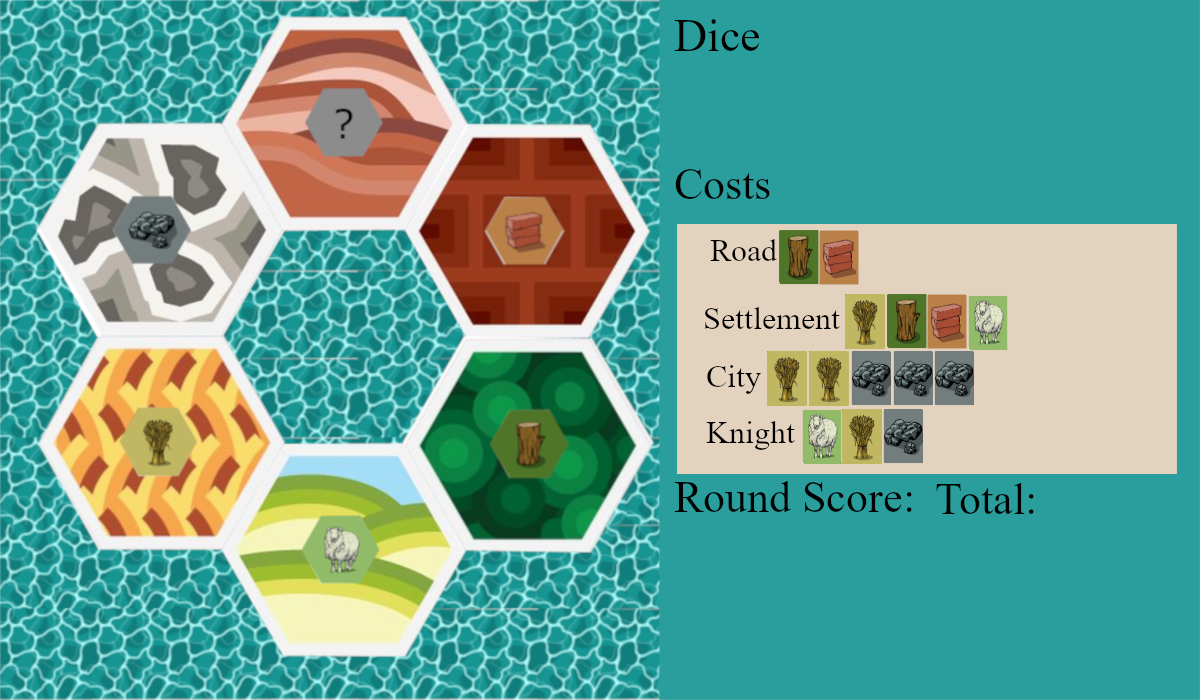 ?
Dice
Costs
Road
Settlement
City
Knight
Round Score: Total: